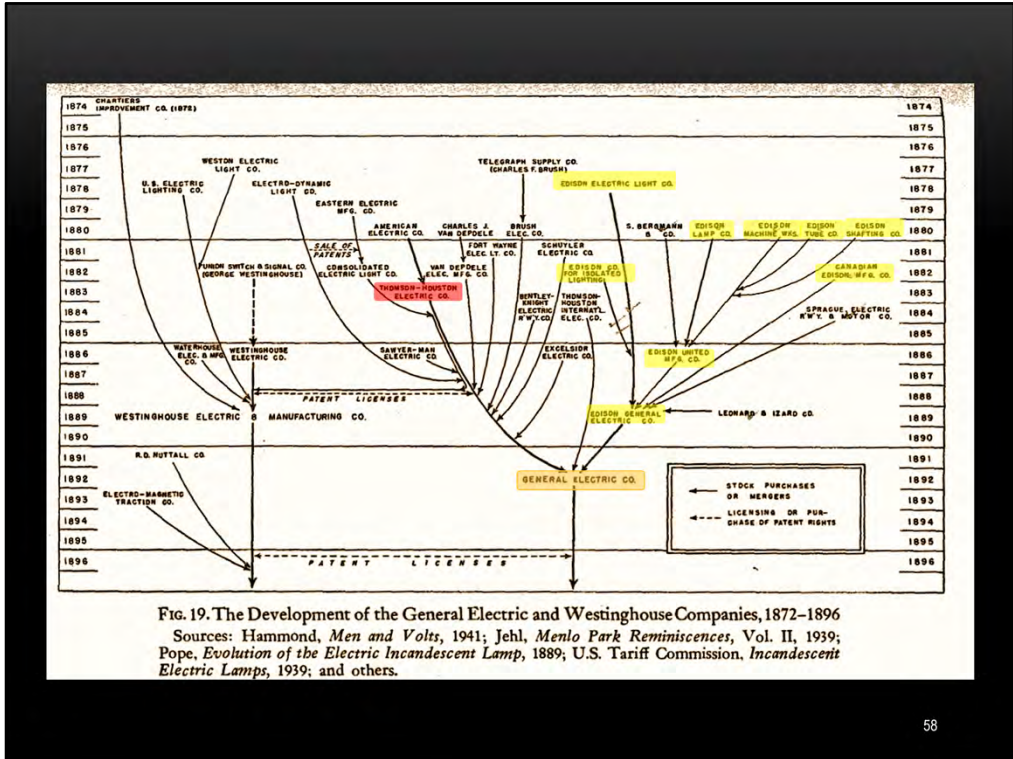 1874 CHARTIERS IMPROVEMENT CO. (1872) 1874
1875 1875
1876 1876
1877 WESTON ELECTRIC LIGHT CO. TELEGRAPH SUPPLY CO. (CHARLES F. BRUSH) 1877
1878 U.S. ELECTRIC LIGHTING CO. ELECTRO-DYNAMIC LIGHT CO. EDISON ELECTRIC LIGHT CO. 1878
1879 EASTERN ELECTRIC MFG. CO. 1879
1880 AMERICAN ELECTRIC CO. CHARLES J. VAN DEPOELE BRUSH ELEC. CO. S. BERGMANN & CO. EDISON LAMP CO. EDISON MACHINE WKS. EDISON TUBE CO. EDISON SHAFTING CO. 1880
1881 SALE OF PATENTS FORT WAYNE ELEC. LT. CO. SCHUYLER ELECTRIC CO. 1881
1882 UNION SWITCH & SIGNAL CO. (GEORGE WESTINGHOUSE) CONSOLIDATED ELECTRIC LIGHT CO. VAN DEPOELE ELEC. MFG. CO. EDISON CO. FOR ISOLATED LIGHTING CANADIAN EDISON MFG. CO. 1882
1883 THOMSON-HOUSTON ELECTRIC CO. 1883
1884 BENTLEY-KNIGHT ELECTRIC R'W'Y. CO. THOMSON-HOUSTON INTERNAT'L. ELEC. CO. SPRAGUE ELECTRIC R'W'Y. & MOTOR CO. 1884
1885 1885
1886 WATERHOUSE ELEC. & MFG. CO. WESTINGHOUSE ELECTRIC CO. SAWYER-MAN ELECTRIC CO. EXCELSIOR ELECTRIC CO. EDISON UNITED MFG. CO. 1886
1887 1887
1888 PATENT LICENSES 1888
1889 WESTINGHOUSE ELECTRIC & MANUFACTURING CO. EDISON GENERAL ELECTRIC CO. LEONARD & IZARD CO. 1889
1890 1890
1891 R.D. NUTTALL CO. 1891
1892 GENERAL ELECTRIC CO. STOCK PURCHASES OR MERGERS 1892
1893 ELECTRO-MAGNETIC TRACTION CO. 1893
1894 LICENSING OR PURCHASE OF PATENT RIGHTS 1894
1895 1895
1896 PATENT LICENSES 1896
FIG. 19. The Development of the General Electric and Westinghouse Companies, 1872–1896
Sources: Hammond, Men and Volts, 1941; Jehl, Menlo Park Reminiscences, Vol. II, 1939;
Pope, Evolution of the Electric Incandescent Lamp, 1889; U.S. Tariff Commission, Incandescent
Electric Lamps, 1939; and others.
58